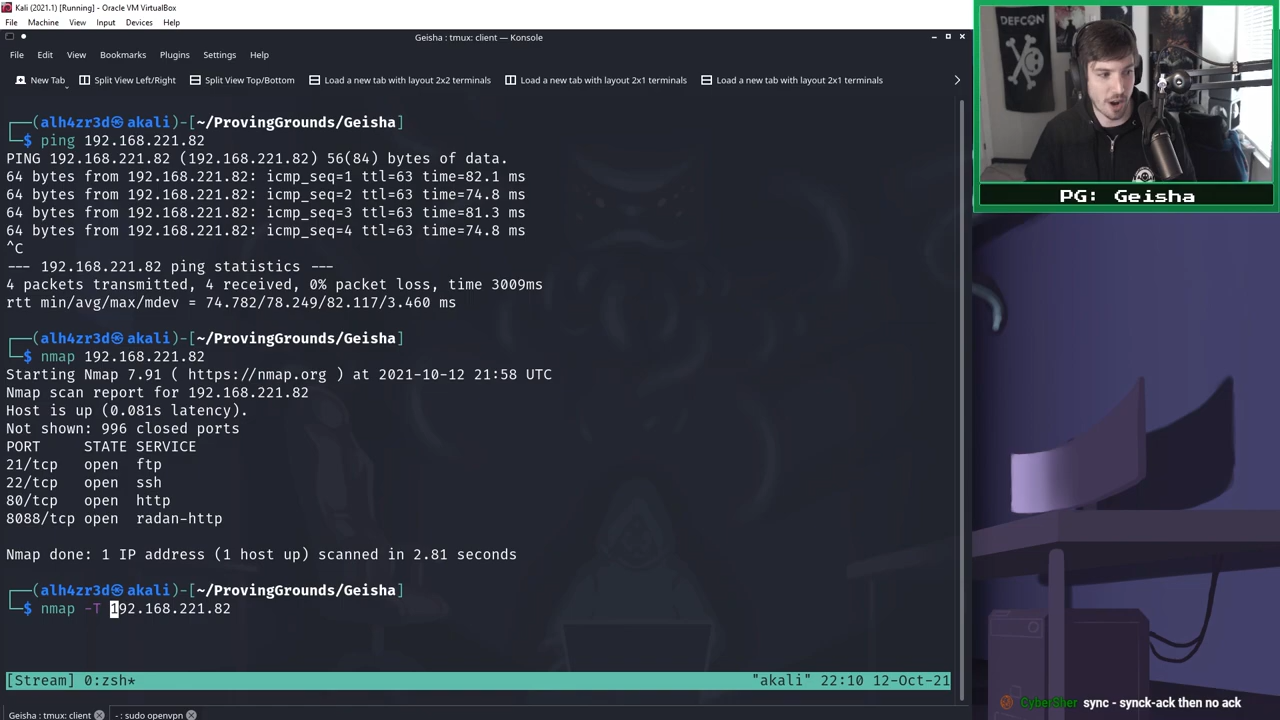 Kali (2021.1) [Running] - Oracle VM VirtualBox
File Machine View Input Devices Help
Geisha : tmux: client — Konsole
File Edit View Bookmarks Plugins Settings Help
New Tab Split View Left/Right Split View Top/Bottom Load a new tab with layout 2x2 terminals Load a new tab with layout 2x1 terminals Load a new tab with layout 2x1 terminals
DEFCON
PG: Geisha
┌──(alh4zr3d㉿akali)-[~/ProvingGrounds/Geisha]
└─$ ping 192.168.221.82
PING 192.168.221.82 (192.168.221.82) 56(84) bytes of data.
64 bytes from 192.168.221.82: icmp_seq=1 ttl=63 time=82.1 ms
64 bytes from 192.168.221.82: icmp_seq=2 ttl=63 time=74.8 ms
64 bytes from 192.168.221.82: icmp_seq=3 ttl=63 time=81.3 ms
64 bytes from 192.168.221.82: icmp_seq=4 ttl=63 time=74.8 ms
^C
--- 192.168.221.82 ping statistics ---
4 packets transmitted, 4 received, 0% packet loss, time 3009ms
rtt min/avg/max/mdev = 74.782/78.249/82.117/3.460 ms
┌──(alh4zr3d㉿akali)-[~/ProvingGrounds/Geisha]
└─$ nmap 192.168.221.82
Starting Nmap 7.91 ( https://nmap.org ) at 2021-10-12 21:58 UTC
Nmap scan report for 192.168.221.82
Host is up (0.081s latency).
Not shown: 996 closed ports
PORT STATE SERVICE
21/tcp open ftp
22/tcp open ssh
80/tcp open http
8088/tcp open radan-http
Nmap done: 1 IP address (1 host up) scanned in 2.81 seconds
┌──(alh4zr3d㉿akali)-[~/ProvingGrounds/Geisha]
└─$ nmap -T 192.168.221.82
[Stream] 0:zsh* "akali" 22:10 12-Oct-21
CyberSher sync - synck-ack then no ack
Geisha : tmux: client - : sudo openvpn